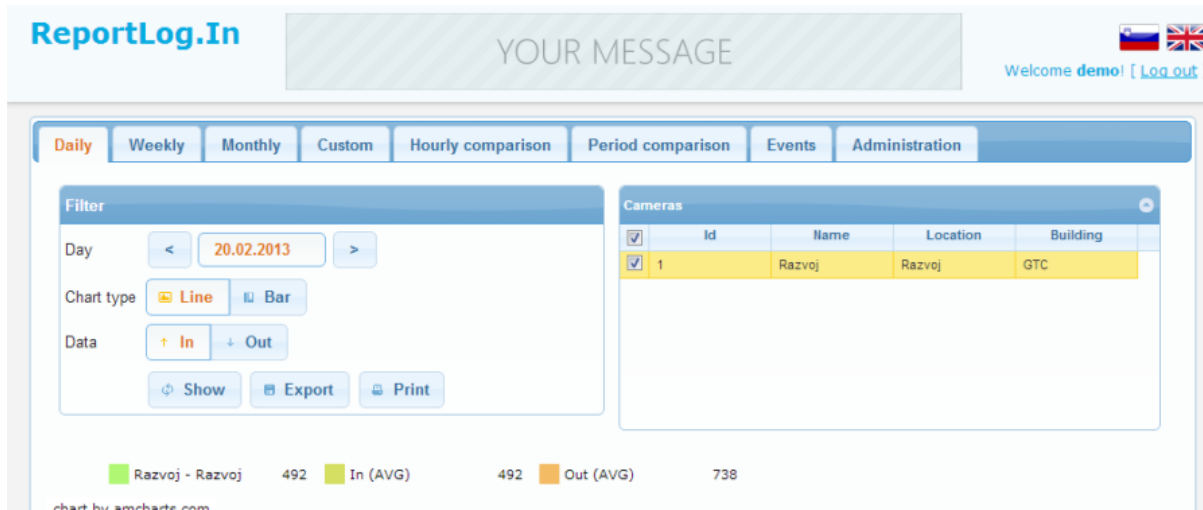 ReportLog.In
YOUR MESSAGE
Welcome demo! [ Log out
Daily Weekly Monthly Custom Hourly comparison Period comparison Events Administration
Filter
Day < 20.02.2013 >
Chart type Line Bar
Data In Out
Show Export Print
Cameras
Id Name Location Building
1 Razvoj Razvoj GTC
Razvoj - Razvoj 492 In (AVG) 492 Out (AVG) 738
chart by amcharts.com